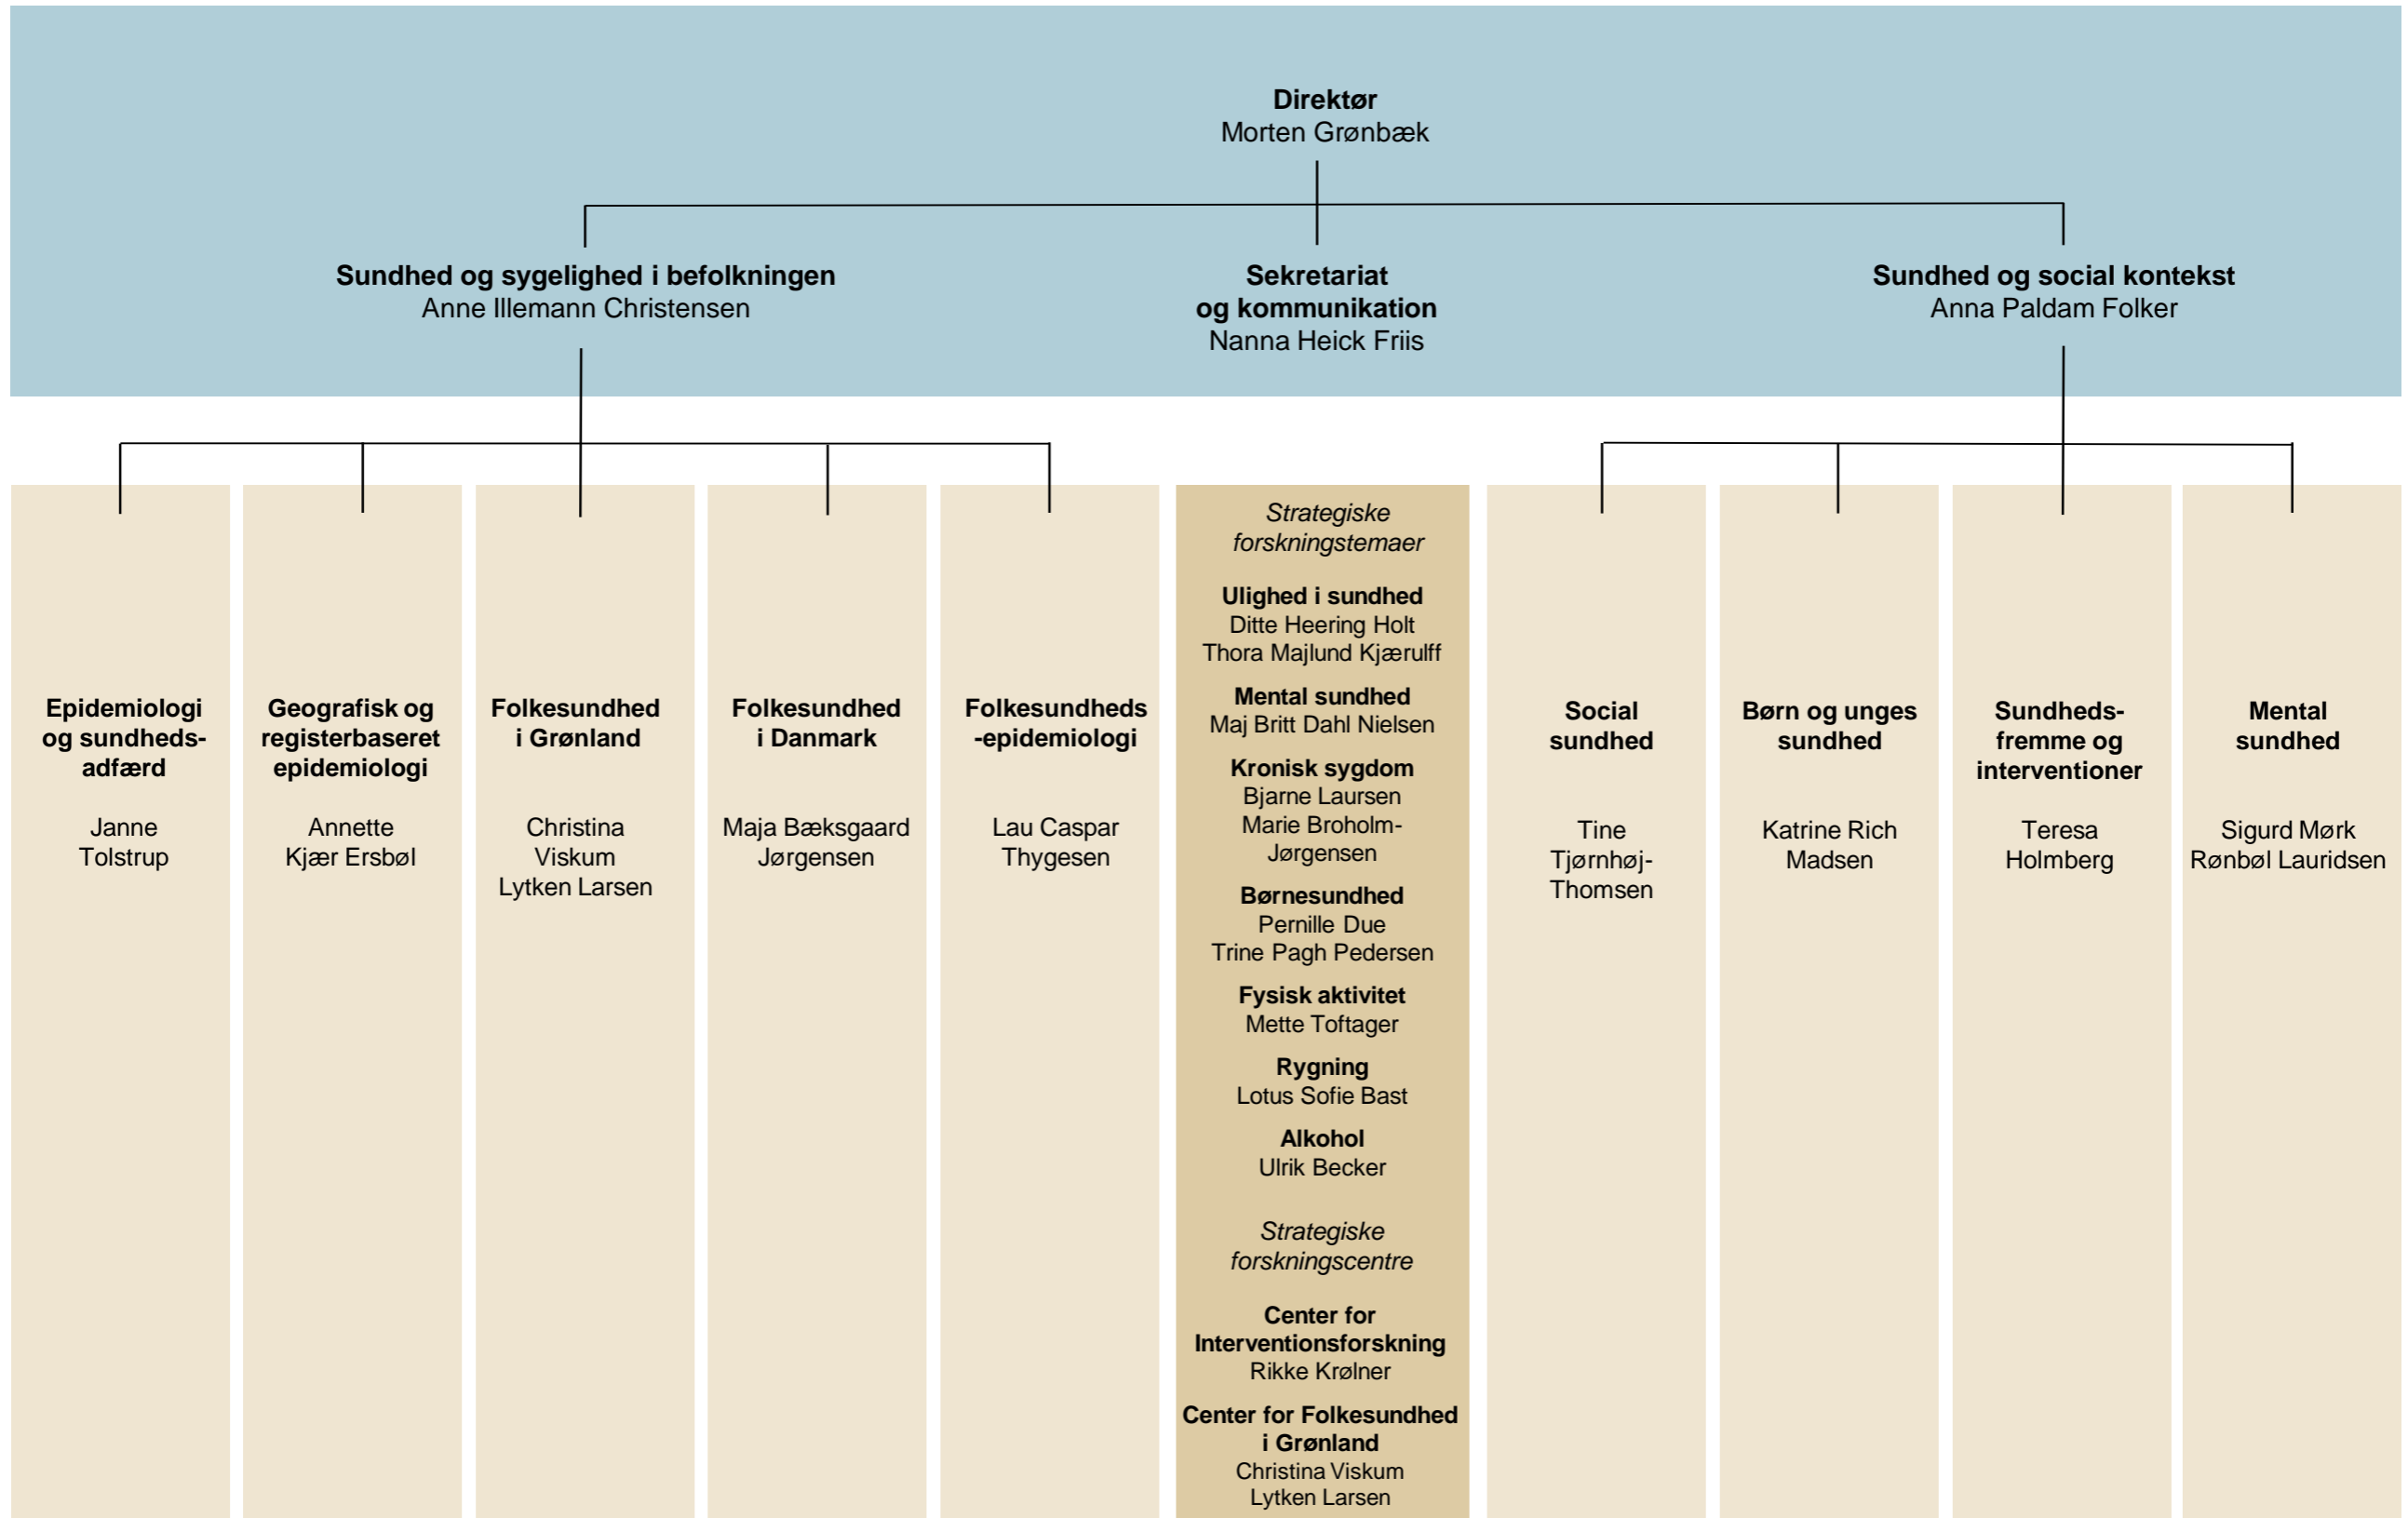 Direktør
Morten Grønbæk
Sundhed og sygelighed i befolkningen
Anne Illemann Christensen
Sekretariat
og kommunikation
Nanna Heick Friis
Sundhed og social kontekst
Anna Paldam Folker
Epidemiologi
og sundheds-
adfærd
Janne
Tolstrup
Geografisk og
registerbaseret
epidemiologi
Annette
Kjær Ersbøl
Folkesundhed
i Grønland
Christina
Viskum
Lytken Larsen
Folkesundhed
i Danmark
Maja Bæksgaard
Jørgensen
Folkesundheds
-epidemiologi
Lau Caspar
Thygesen
Strategiske
forskningstemaer
Ulighed i sundhed
Ditte Heering Holt
Thora Majlund Kjærulff
Mental sundhed
Maj Britt Dahl Nielsen
Kronisk sygdom
Bjarne Laursen
Marie Broholm-
Jørgensen
Børnesundhed
Pernille Due
Trine Pagh Pedersen
Fysisk aktivitet
Mette Toftager
Rygning
Lotus Sofie Bast
Alkohol
Ulrik Becker
Strategiske
forskningscentre
Center for
Interventionsforskning
Rikke Krølner
Center for Folkesundhed
i Grønland
Christina Viskum
Lytken Larsen
Social
sundhed
Tine
Tjørnhøj-
Thomsen
Børn og unges
sundhed
Katrine Rich
Madsen
Sundheds-
fremme og
interventioner
Teresa
Holmberg
Mental
sundhed
Sigurd Mørk
Rønbøl Lauridsen